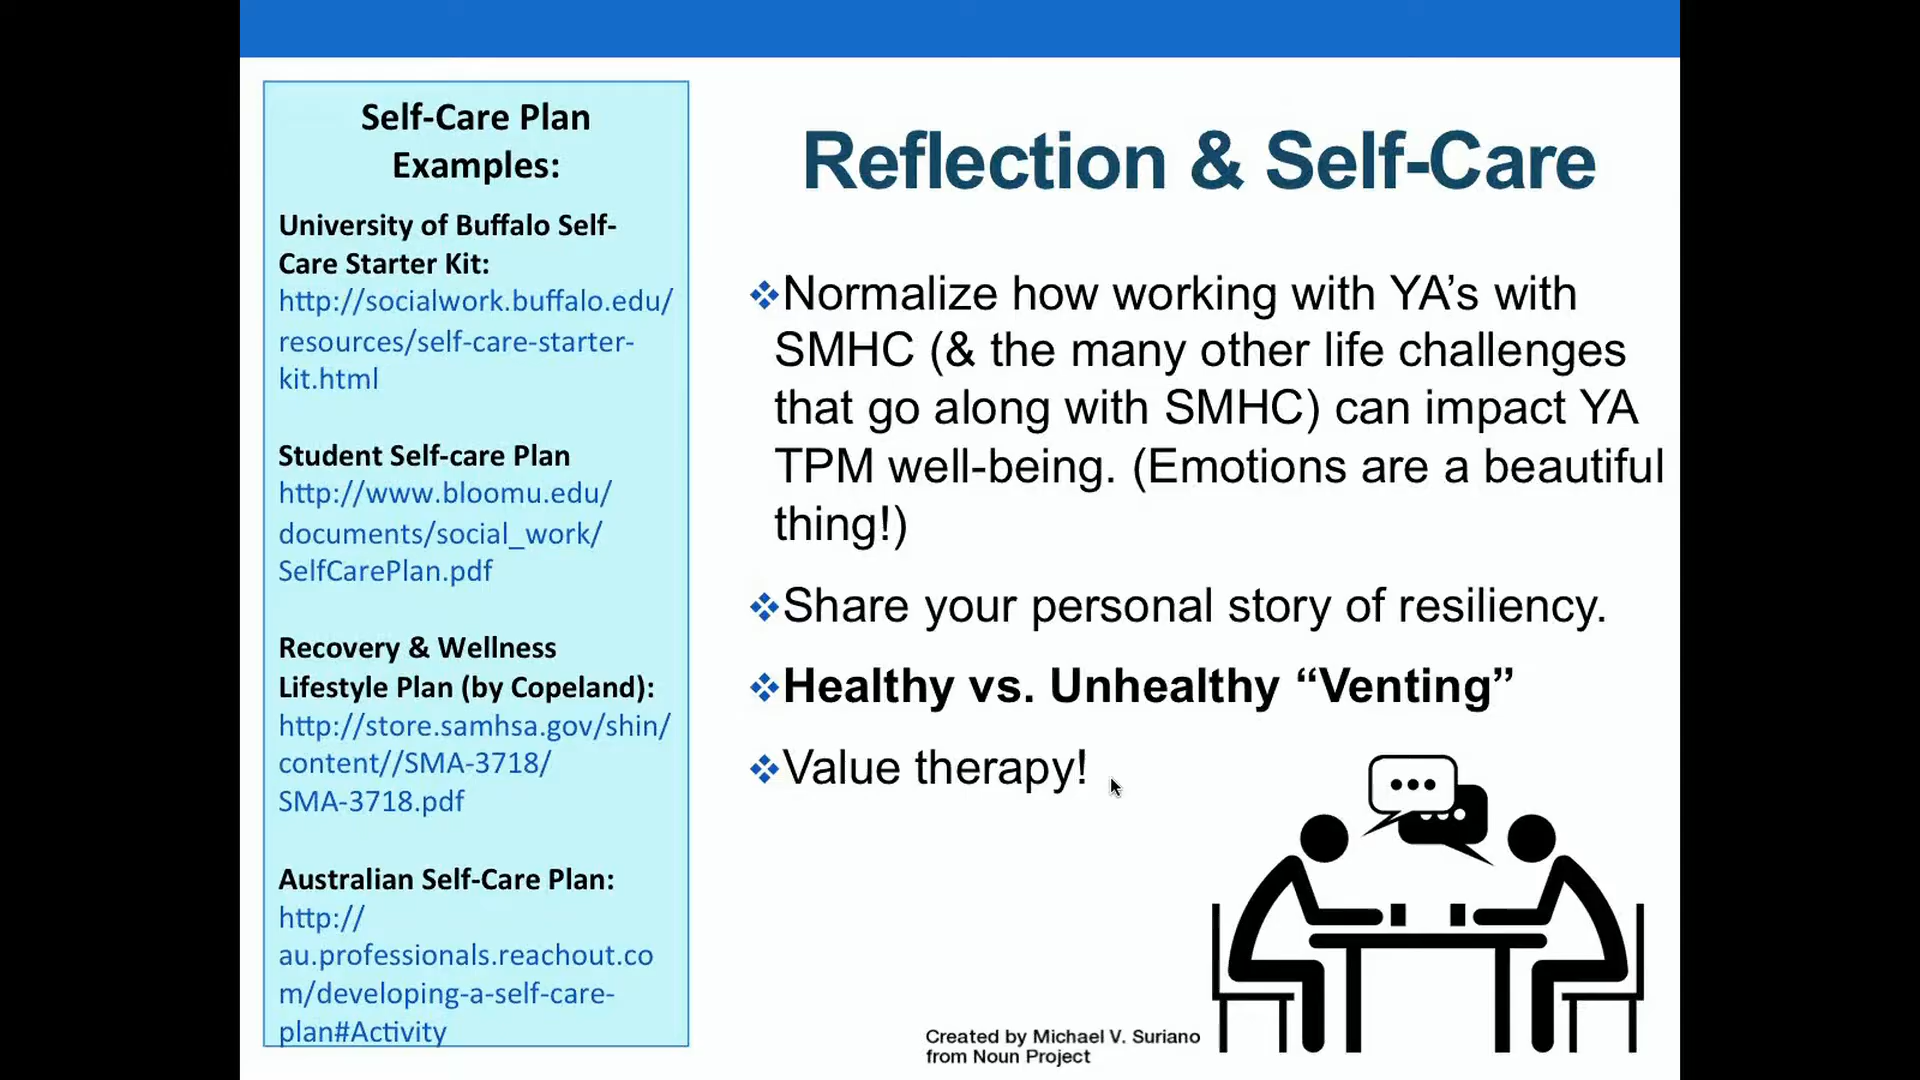 Self-Care Plan
Examples:
University of Buffalo Self-
Care Starter Kit:
http://socialwork.buffalo.edu/
resources/self-care-starter-
kit.html
Student Self-care Plan
http://www.bloomu.edu/
documents/social_work/
SelfCarePlan.pdf
Recovery & Wellness
Lifestyle Plan (by Copeland):
http://store.samhsa.gov/shin/
content//SMA-3718/
SMA-3718.pdf
Australian Self-Care Plan:
http://
au.professionals.reachout.co
m/developing-a-self-care-
plan#Activity
Reflection & Self-Care
❖Normalize how working with YA’s with
SMHC (& the many other life challenges
that go along with SMHC) can impact YA
TPM well-being. (Emotions are a beautiful
thing!)
❖Share your personal story of resiliency.
❖Healthy vs. Unhealthy “Venting”
❖Value therapy!
Created by Michael V. Suriano
from Noun Project